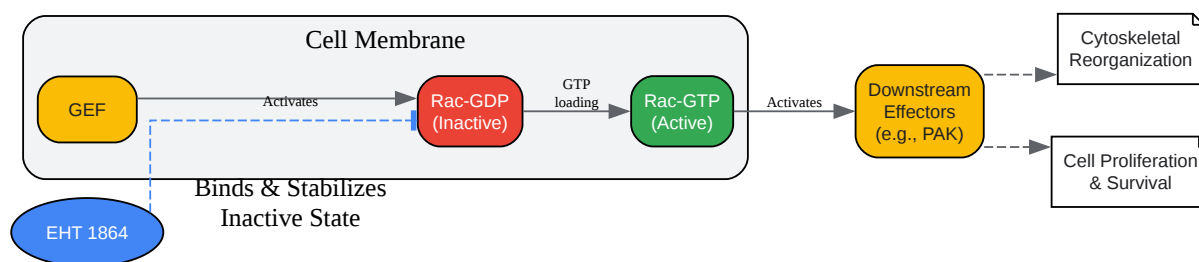 Cell Membrane
GEF
Activates
Rac-GDP
(Inactive)
GTP
loading
Rac-GTP
(Active)
Activates
Downstream
Effectors
(e.g., PAK)
Cytoskeletal
Reorganization
Cell Proliferation
& Survival
Binds & Stabilizes
Inactive State
EHT 1864